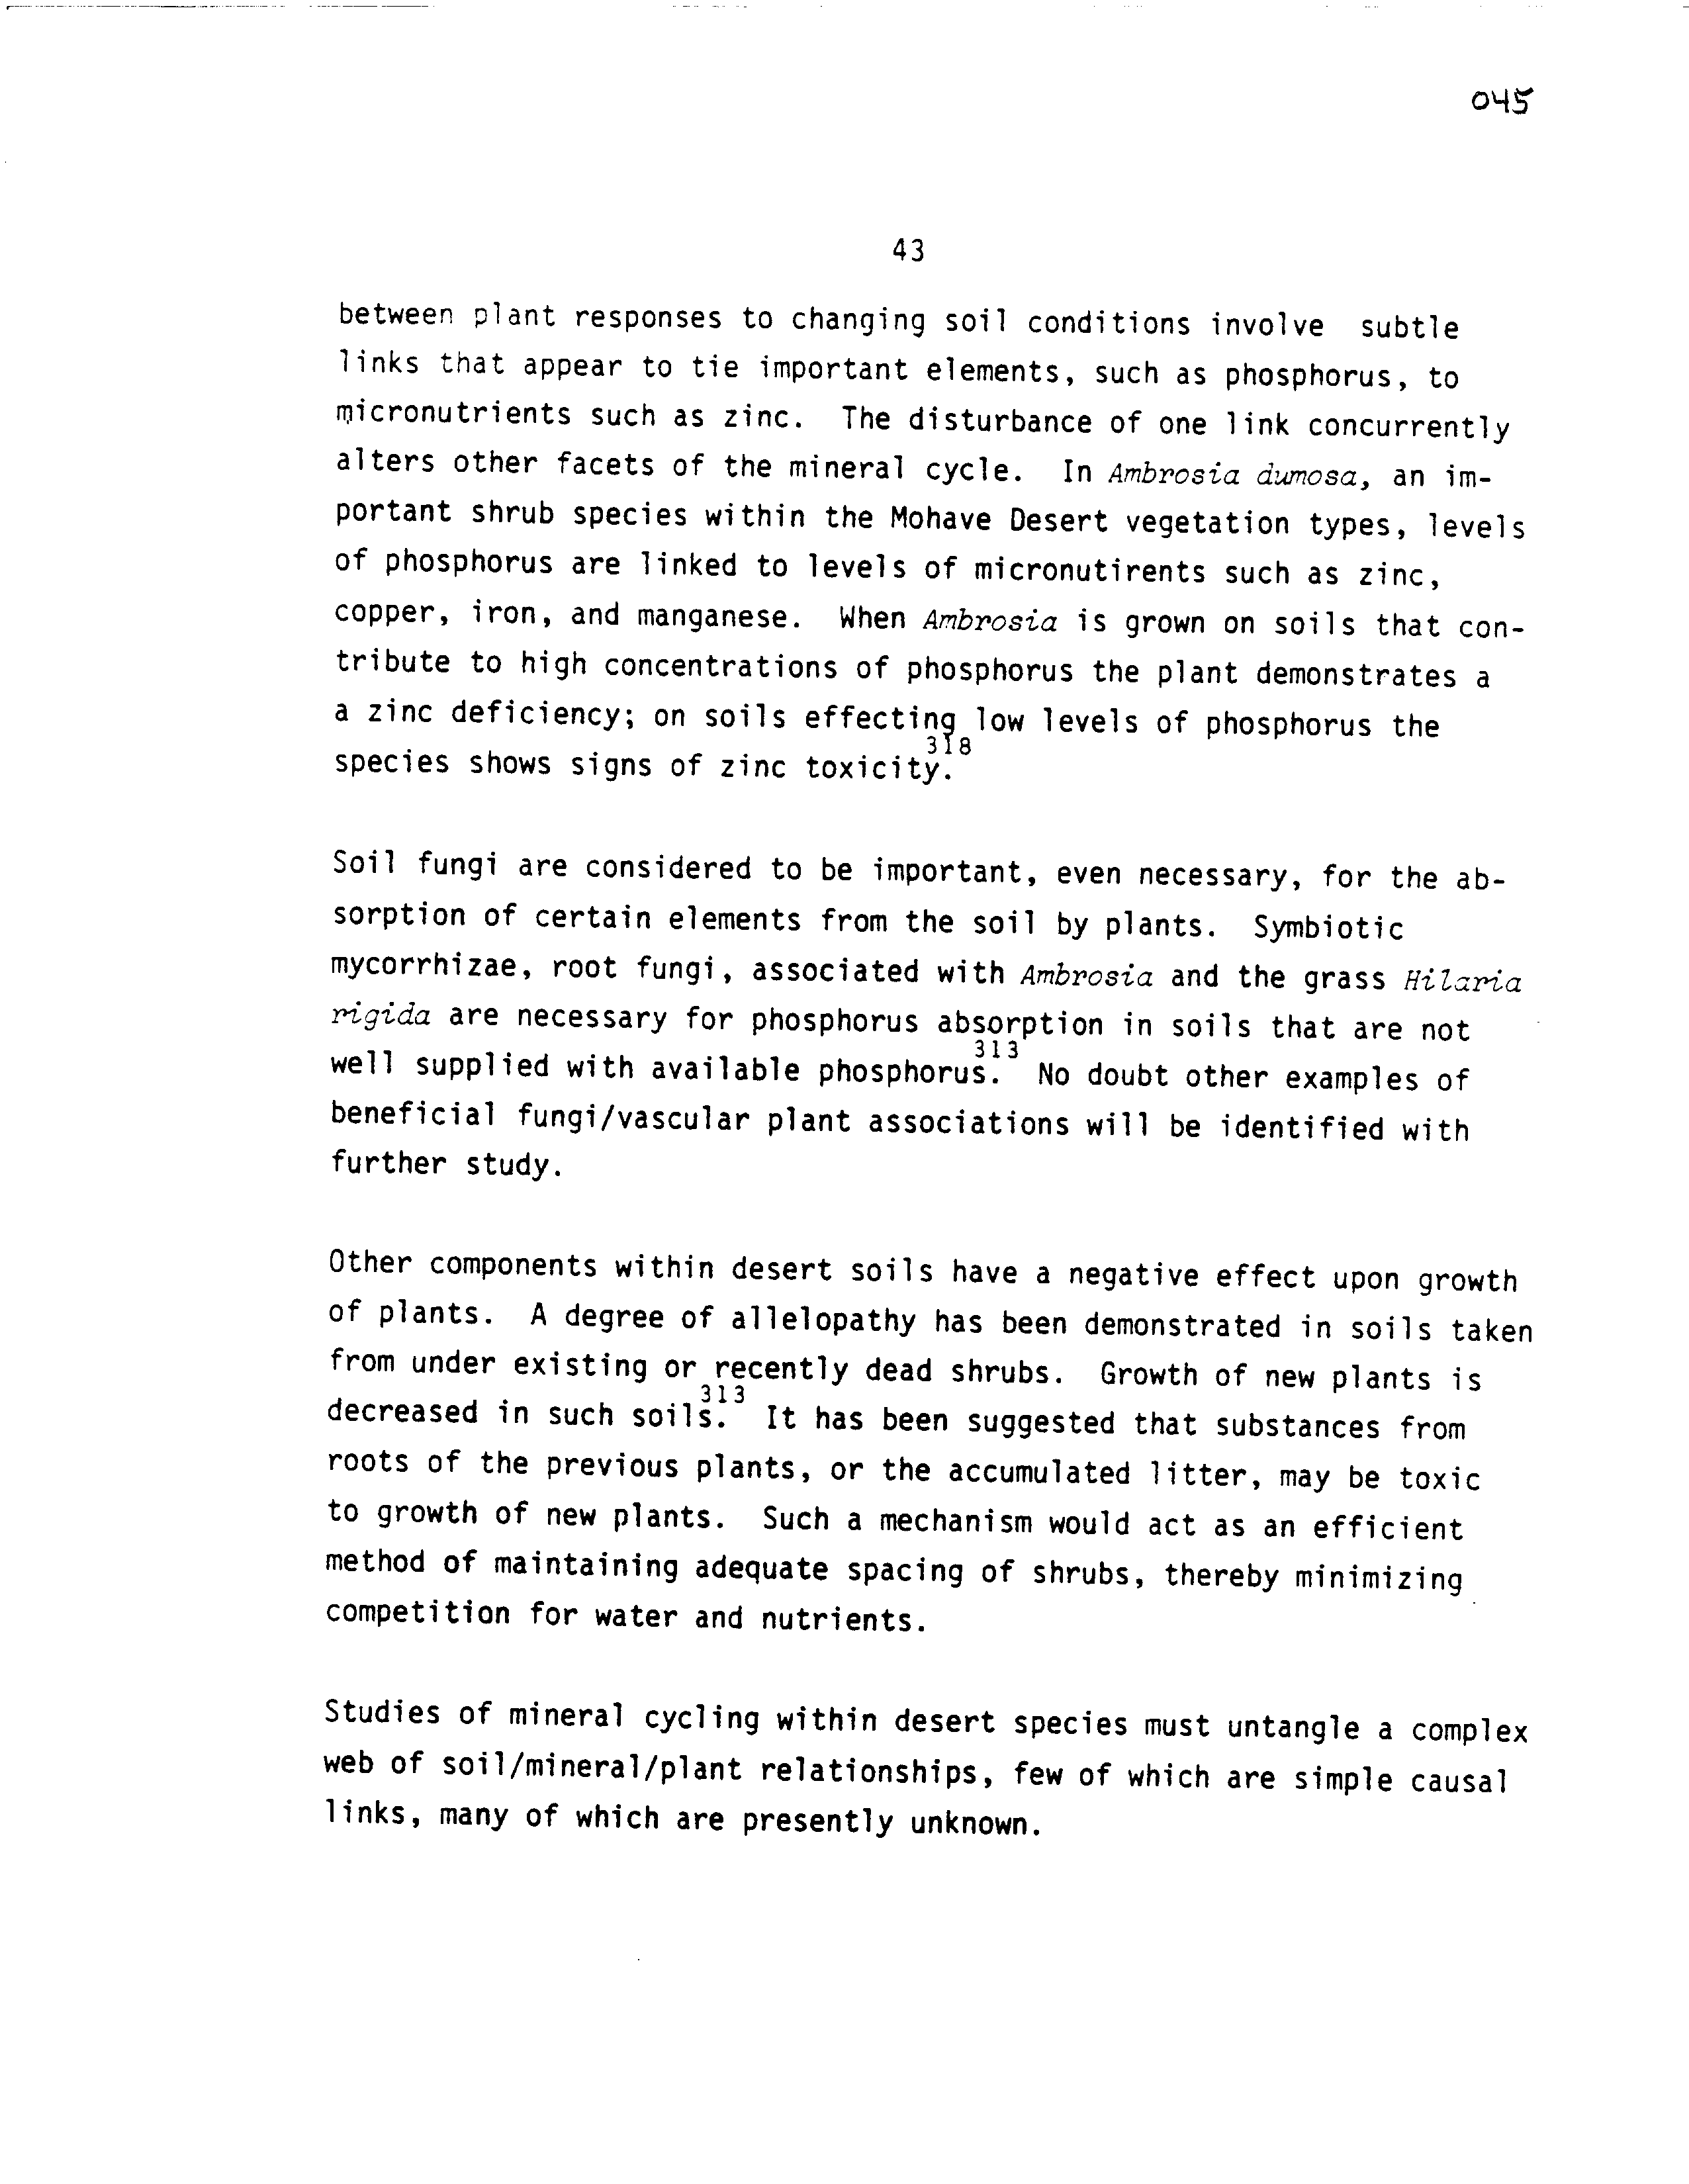 045
43
between plant responses to changing soil conditions involve subtle
links that appear to tie important elements, such as phosphorus, to
micronutrients such as zinc. The disturbance of one link concurrently
alters other facets of the mineral cycle. In Ambrosia dumosa, an im-
portant shrub species within the Mohave Desert vegetation types, levels
of phosphorus are linked to levels of micronutirents such as zinc,
copper, iron, and manganese. When Ambrosia is grown on soils that con-
tribute to high concentrations of phosphorus the plant demonstrates a
a zinc deficiency; on soils effecting low levels of phosphorus the
species shows signs of zinc toxicity.318
Soil fungi are considered to be important, even necessary, for the ab-
sorption of certain elements from the soil by plants. Symbiotic
mycorrhizae, root fungi, associated with Ambrosia and the grass Hilaria
rigida are necessary for phosphorus absorption in soils that are not
well supplied with available phosphorus.313 No doubt other examples of
beneficial fungi/vascular plant associations will be identified with
further study.
Other components within desert soils have a negative effect upon growth
of plants. A degree of allelopathy has been demonstrated in soils taken
from under existing or recently dead shrubs. Growth of new plants is
decreased in such soils.313 It has been suggested that substances from
roots of the previous plants, or the accumulated litter, may be toxic
to growth of new plants. Such a mechanism would act as an efficient
method of maintaining adequate spacing of shrubs, thereby minimizing
competition for water and nutrients.
Studies of mineral cycling within desert species must untangle a complex
web of soil/mineral/plant relationships, few of which are simple causal
links, many of which are presently unknown.